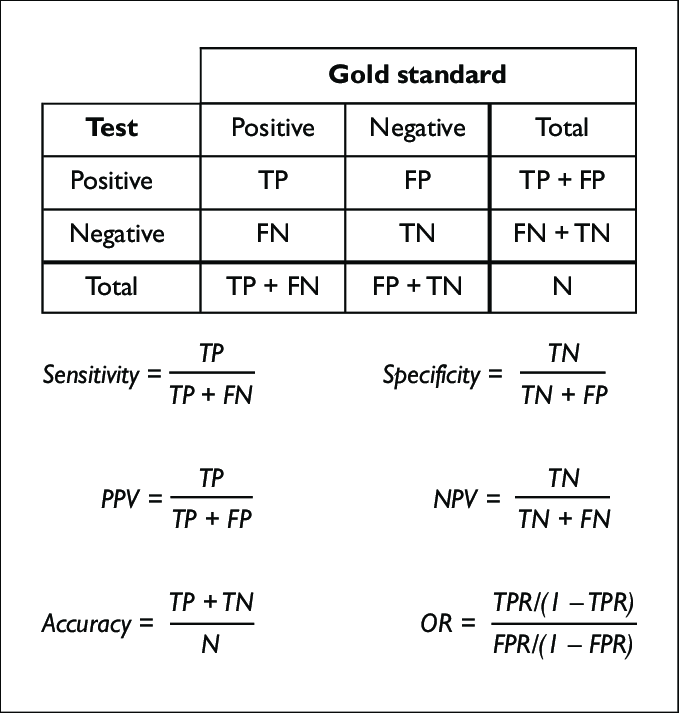 Gold standard
Test Positive Negative Total
Positive TP FP TP + FP
Negative FN TN FN + TN
Total TP + FN FP + TN N
Sensitivity = TP / TP + FN Specificity = TN / TN + FP
PPV = TP / TP + FP NPV = TN / TN + FN
Accuracy = TP + TN / N OR = TPR/(1 – TPR) / FPR/(1 – FPR)